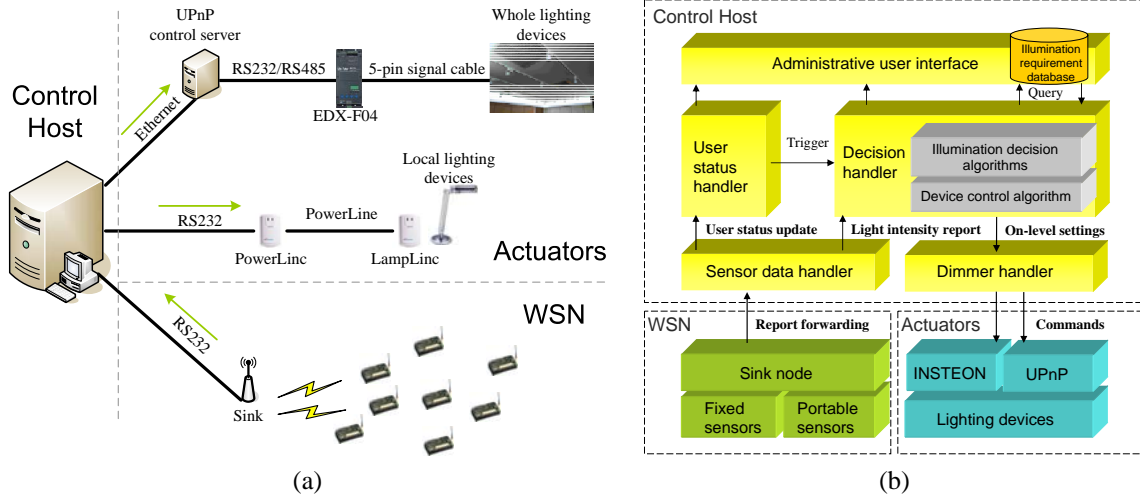 UPnP
control server
Whole lighting
devices
RS232/RS485
5-pin signal cable
EDX-F04
Control
Host
Ethernet
Local lighting
devices
RS232
PowerLine
PowerLinc
LampLinc
Actuators
WSN
RS232
Sink
(a)
Control Host
Administrative user interface
Illumination
requirement
database
Query
User
status
handler
Trigger
Decision
handler
Illumination decision
algorithms
Device control algorithm
User status update
Light intensity report
On-level settings
Sensor data handler
Dimmer handler
WSN
Report forwarding
Actuators
Commands
Sink node
INSTEON
UPnP
Fixed
sensors
Portable
sensors
Lighting devices
(b)